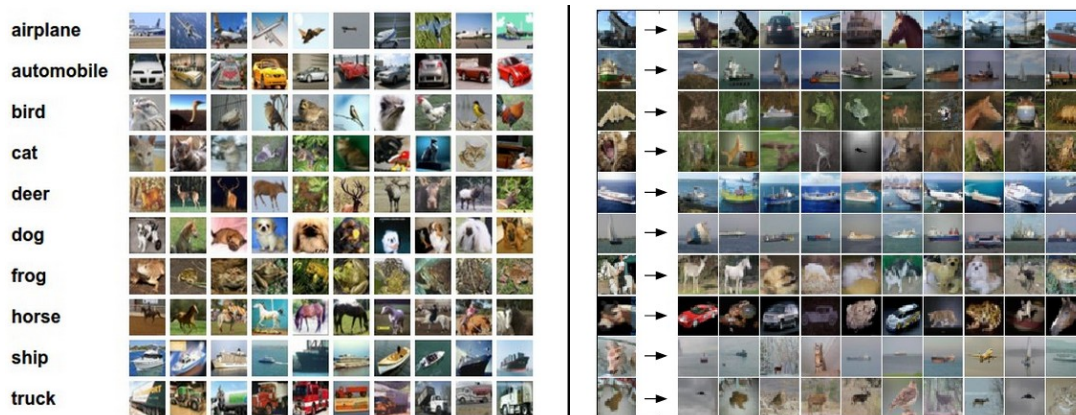 airplane
automobile
bird
cat
deer
dog
frog
horse
ship
truck